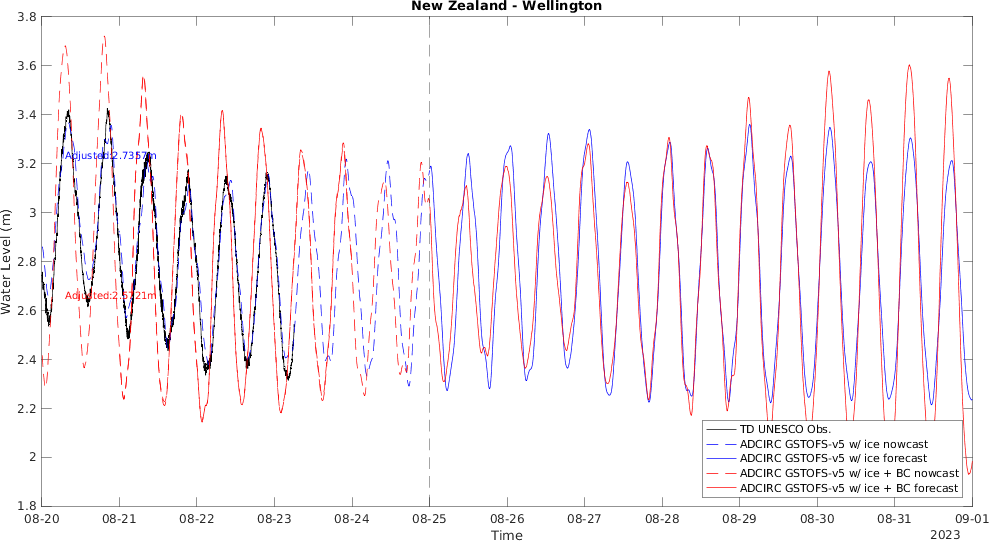 New Zealand - Wellington
3.8
3.6
3.4
3.2
3
2.8
2.6
2.4
2.2
2
1.8
Water Level (m)
Adjusted:2.7357m
08-20
08-21
08-22
08-23
08-24
08-25
08-26
08-27
08-28
08-29
08-30
08-31
09-01
Time
2023
TD UNESCO Obs.
ADCIRC GSTOFS-v5 w/ ice nowcast
ADCIRC GSTOFS-v5 w/ ice forecast
ADCIRC GSTOFS-v5 w/ ice + BC nowcast
ADCIRC GSTOFS-v5 w/ ice + BC forecast